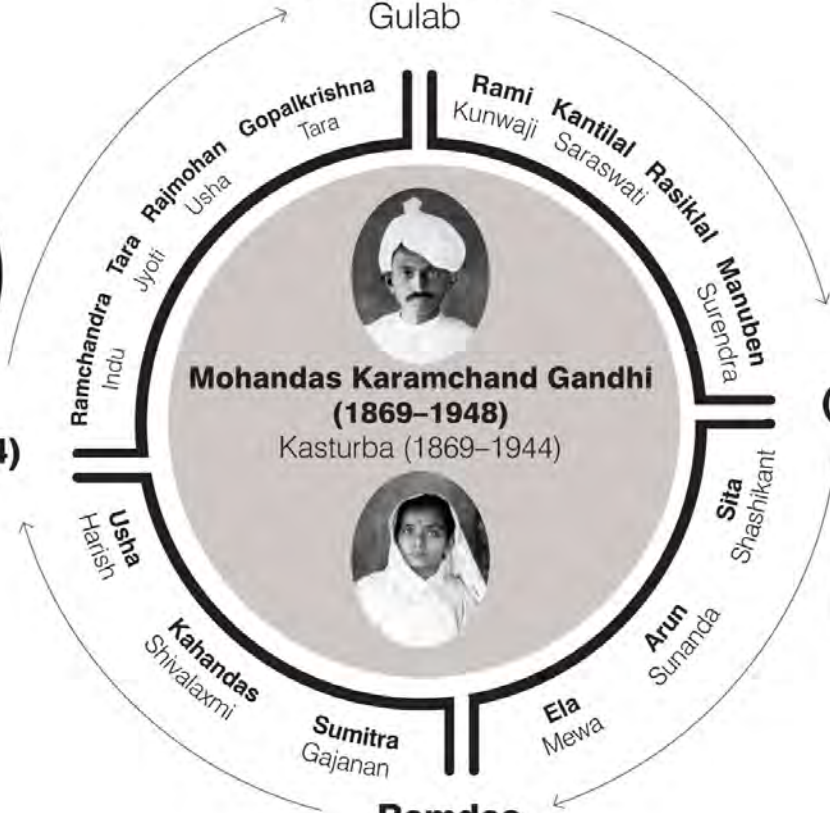 Gulab
Rami
Kunwaji
Kantilal
Saraswati
Rasiklal
Manuben
Surendra
Sita
Shashikant
Arun
Sunanda
Ela
Mewa
Sumitra
Gajanan
Kahandas
Shivalaxmi
Usha
Harish
Ramchandra
Indu
Tara
Jyoti
Rajmohan
Usha
Gopalkrishna
Tara
Mohandas Karamchand Gandhi
(1869–1948)
Kasturba (1869–1944)
4)
(